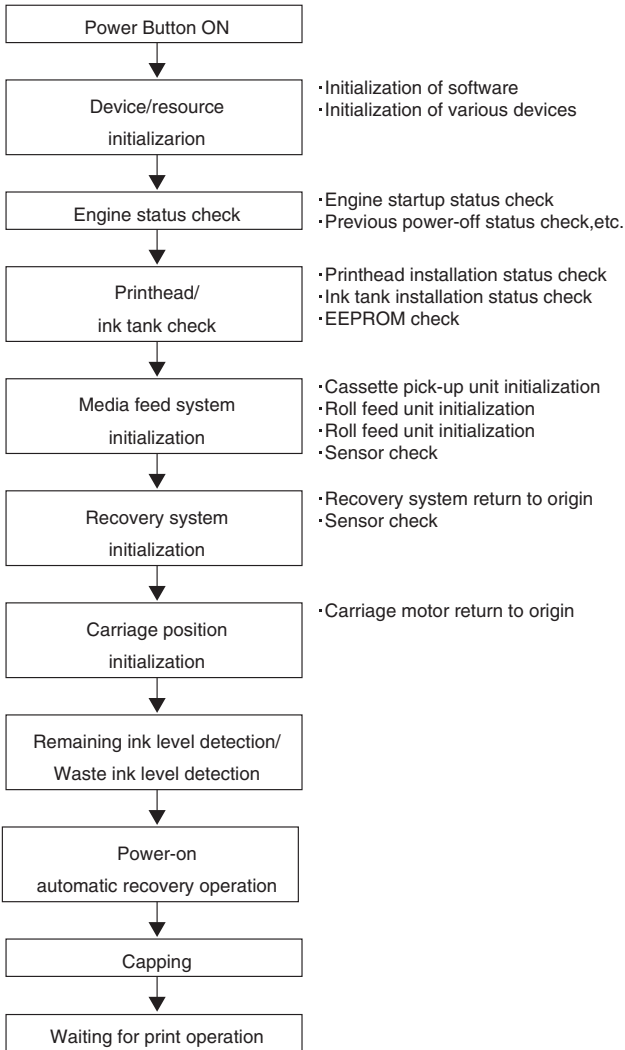 Power Button ON
Device/resource
initializarion
·Initialization of software
·Initialization of various devices
Engine status check
·Engine startup status check
·Previous power-off status check,etc.
Printhead/
ink tank check
·Printhead installation status check
·Ink tank installation status check
·EEPROM check
Media feed system
initialization
·Cassette pick-up unit initialization
·Roll feed unit initialization
·Roll feed unit initialization
·Sensor check
Recovery system
initialization
·Recovery system return to origin
·Sensor check
Carriage position
initialization
·Carriage motor return to origin
Remaining ink level detection/
Waste ink level detection
Power-on
automatic recovery operation
Capping
Waiting for print operation